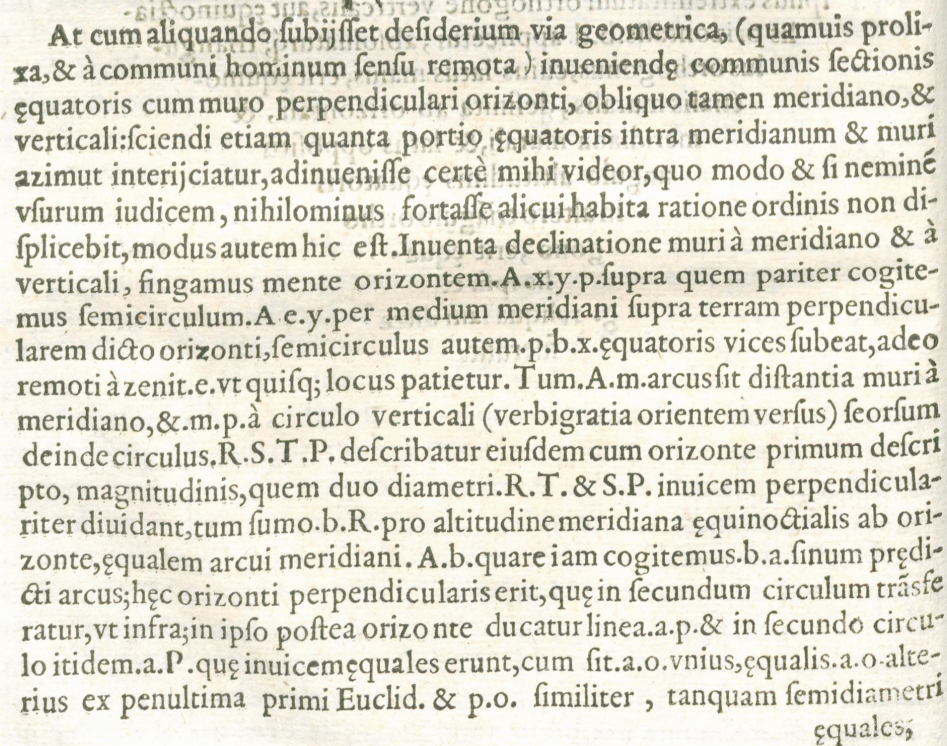 At cum aliquando ſubijſſet deſiderium via geometrica, (quamuis proli-
xa, & à communi hominum ſenſu remota) inueniendę communis ſectionis
ęquatoris cum muro perpendiculari orizonti, obliquo tamen meridiano, &
verticali: ſciendi etiam quanta portio ęquatoris intra meridianum & muri
azimut interijciatur, adinueniſſe certè mihi videor, quo modo & ſi neminē
vſurum iudicem, nihilominus fortaſſe alicui habita ratione ordinis non di-
ſplicebit, modus autem hic eſt. Inuenta declinatione muri à meridiano & à
verticali, fingamus mente orizontem.A.x.y.p.ſupra quem pariter cogite-
mus ſemicirculum.A e.y.per medium meridiani ſupra terram perpendicu-
larem dicto orizonti, ſemicirculus autem.p.b.x.ęquatoris vices ſubeat, adeo
remoti à zenit.e.vt quiſq; locus patietur. Tum.A.m.arcus ſit diſtantia muri à
meridiano, &.m.p.à circulo verticali (verbigratia orientem verſus) ſeorſum
deinde circulus.R.S.T.P. deſcribatur eiuſdem cum orizonte primum deſcri
pto, magnitudinis, quem duo diametri.R.T. & S.P. inuicem perpendicula-
riter diuidant, tum ſumo.b.R.pro altitudine meridiana ęquinoctialis ab ori-
zonte, ęqualem arcui meridiani. A.b.quare iam cogitemus.b.a.ſinum prędi-
cti arcus; hęc orizonti perpendicularis erit, quę in ſecundum circulum trāsfe
ratur, vt infra; in ipſo poſtea orizonte ducatur linea.a.p.& in ſecundo circu-
lo itidem.a.P.quę inuicem ęquales erunt, cum ſit.a.o.vnius, ęqualis.a.o.alte-
rius ex penultima primi Euclid. & p.o. ſimiliter , tanquam ſemidiametri
ęquales;